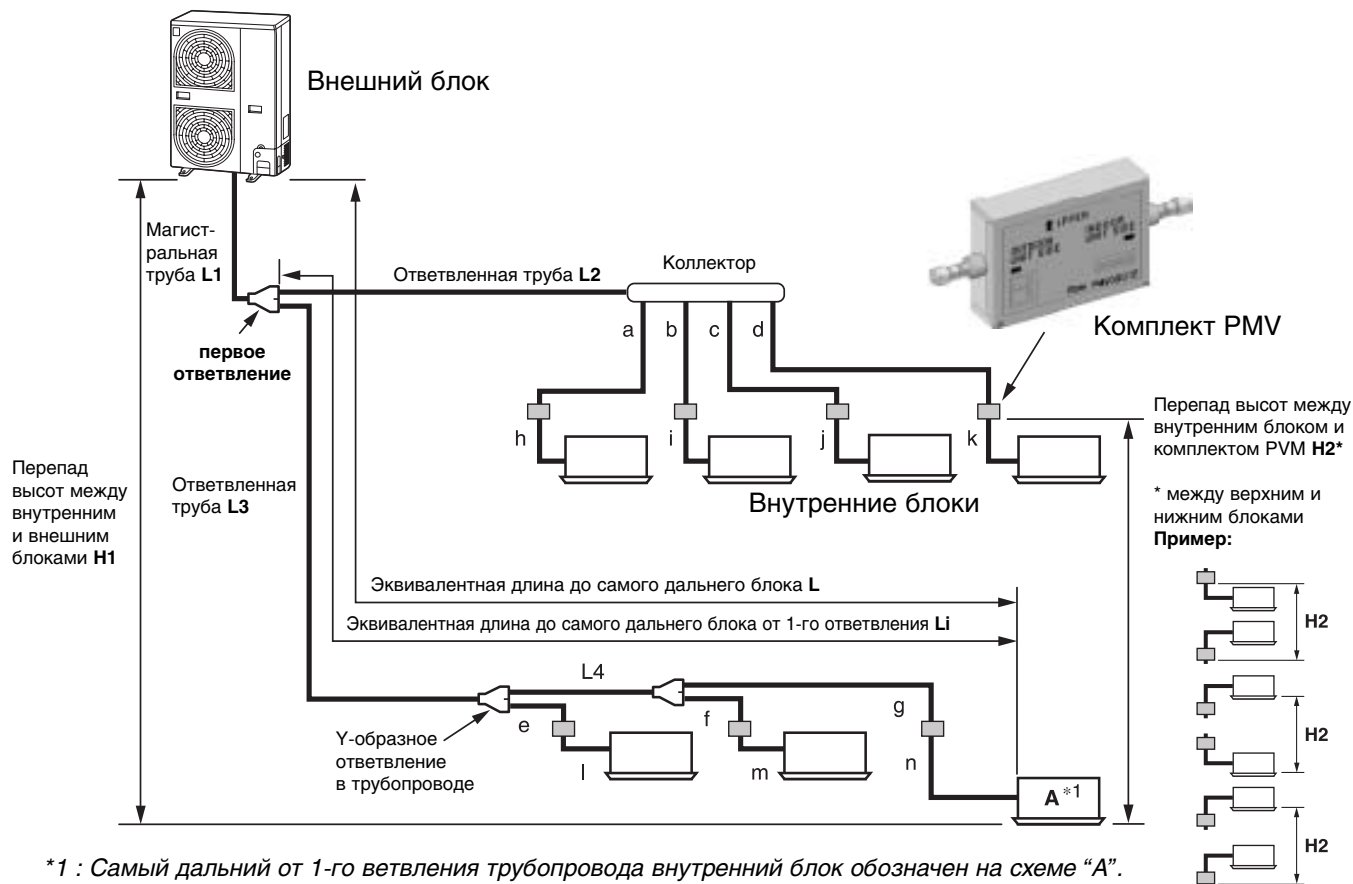 Внешний блок
Магист-
ральная
труба L1
Ответвленная труба L2
Коллектор
a
b
c
d
Комплект PMV
первое
ответвление
h
i
j
k
Внутренние блоки
Перепад высот между
внутренним блоком и
комплектом PVM H2*
* между верхним и
нижним блоками
Пример:
H2
H2
H2
Перепад
высот между
внутренним
и внешним
блоками H1
Ответвленная
труба L3
Эквивалентная длина до самого дальнего блока L
Эквивалентная длина до самого дальнего блока от 1-го ответвления Li
L4
e
f
g
Y-образное
ответвление
в трубопроводе
l
m
n
A*1
*1 : Самый дальний от 1-го ветвления трубопровода внутренний блок обозначен на схеме “A”.